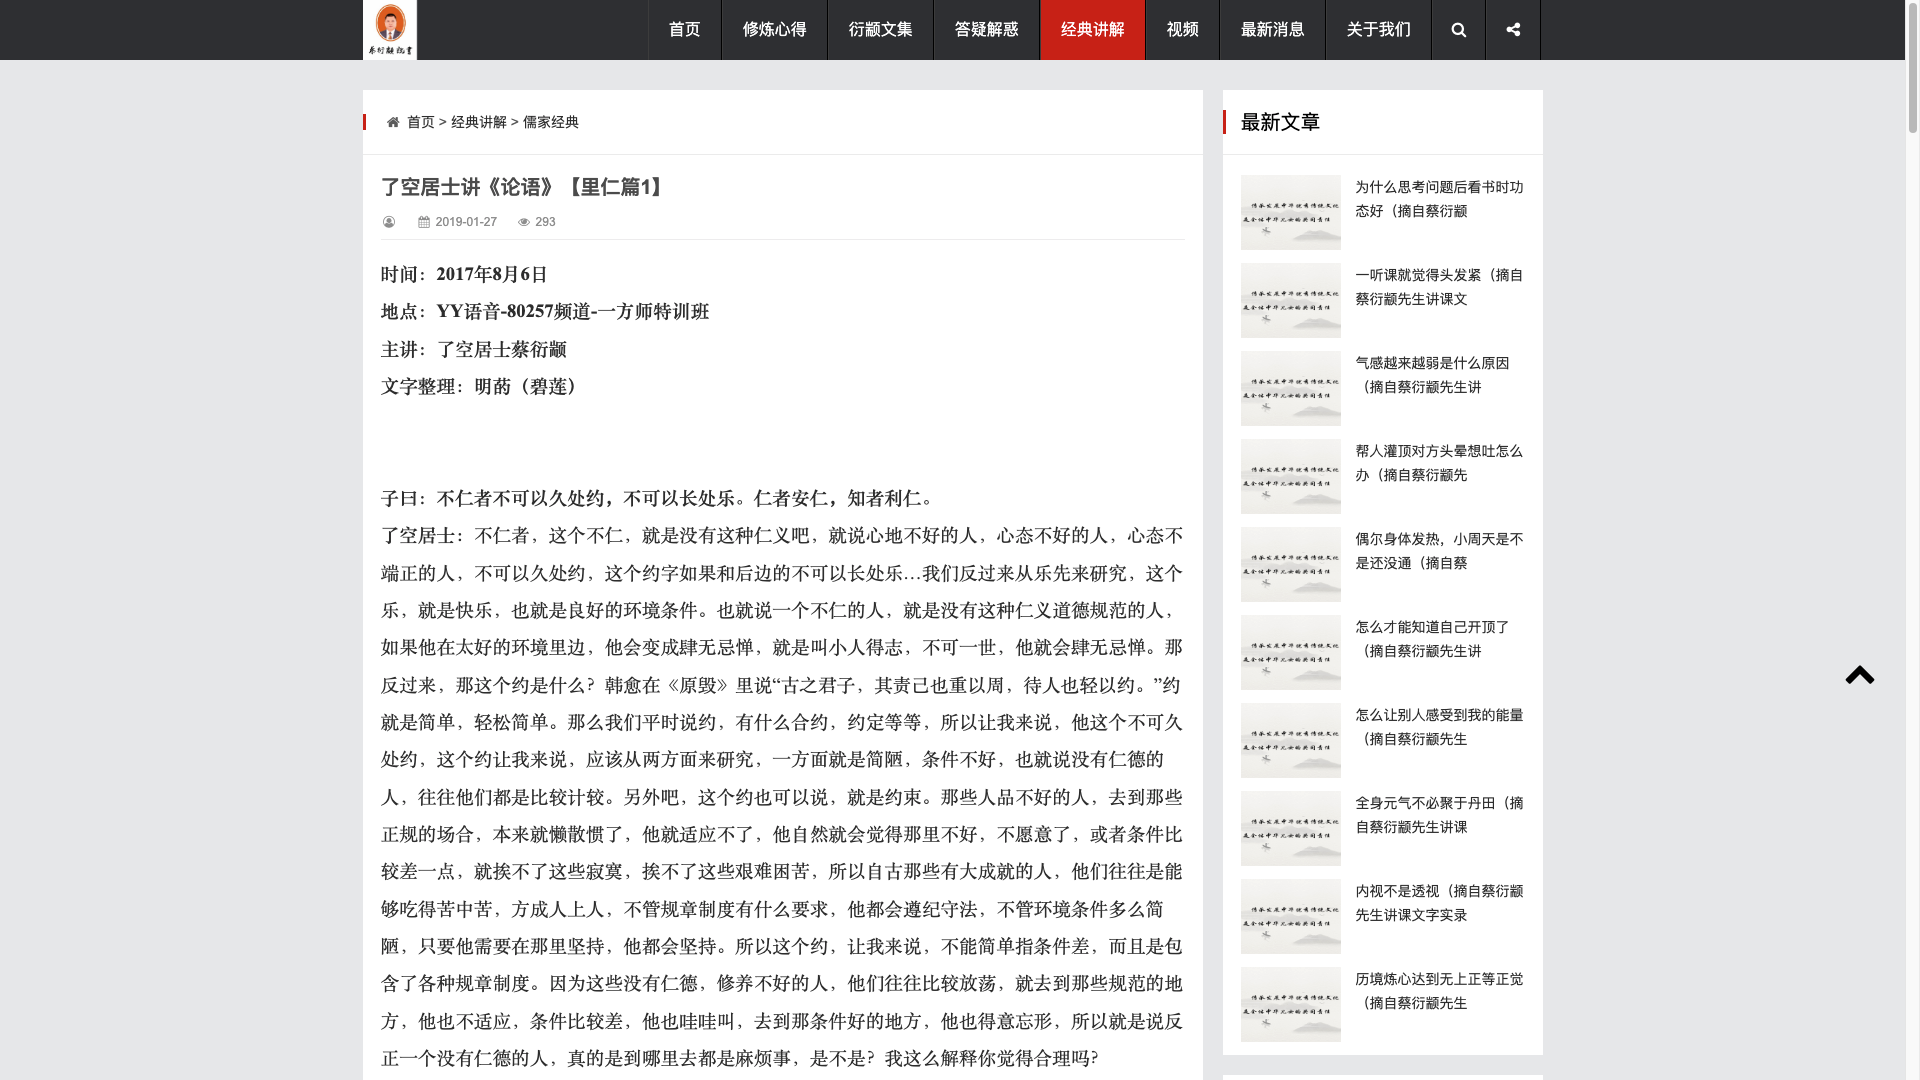 首页
修炼心得
衍颛文集
答疑解惑
经典讲解
视频
最新消息
关于我们
首页 > 经典讲解 > 儒家经典
了空居士讲《论语》【里仁篇1】
2019-01-27 293
时间：2017年8月6日
地点：YY语音-80257频道-一方师特训班
主讲：了空居士蔡衍颛
文字整理：明菂（碧莲）
子曰：不仁者不可以久处约，不可以长处乐。仁者安仁，知者利仁。
了空居士：不仁者，这个不仁，就是没有这种仁义吧，就说心地不好的人，心态不好的人，心态不
端正的人，不可以久处约，这个约字如果和后边的不可以长处乐…我们反过来从乐先来研究，这个
乐，就是快乐，也就是良好的环境条件。也就说一个不仁的人，就是没有这种仁义道德规范的人，
如果他在太好的环境里边，他会变成肆无忌惮，就是叫小人得志，不可一世，他就会肆无忌惮。那
反过来，那这个约是什么？韩愈在《原毁》里说“古之君子，其责己也重以周，待人也轻以约。”约
就是简单，轻松简单。那么我们平时说约，有什么合约，约定等等，所以让我来说，他这个不可久
处约，这个约让我来说，应该从两方面来研究，一方面就是简陋，条件不好，也就说没有仁德的
人，往往他们都是比较计较。另外吧，这个约也可以说，就是约束。那些人品不好的人，去到那些
正规的场合，本来就懒散惯了，他就适应不了，他自然就会觉得那里不好，不愿意了，或者条件比
较差一点，就挨不了这些寂寞，挨不了这些艰难困苦，所以自古那些有大成就的人，他们往往是能
够吃得苦中苦，方成人上人，不管规章制度有什么要求，他都会遵纪守法，不管环境条件多么简
陋，只要他需要在那里坚持，他都会坚持。所以这个约，让我来说，不能简单指条件差，而且是包
含了各种规章制度。因为这些没有仁德，修养不好的人，他们往往比较放荡，就去到那些规范的地
方，他也不适应，条件比较差，他也哇哇叫，去到那条件好的地方，他也得意忘形，所以就是说反
正一个没有仁德的人，真的是到哪里去都是麻烦事，是不是？我这么解释你觉得合理吗？
最新文章
为什么思考问题后看书时功
态好（摘自蔡衍颛
一听课就觉得头发紧（摘自
蔡衍颛先生讲课文
气感越来越弱是什么原因
（摘自蔡衍颛先生讲
帮人灌顶对方头晕想吐怎么
办（摘自蔡衍颛先
偶尔身体发热，小周天是不
是还没通（摘自蔡
怎么才能知道自己开顶了
（摘自蔡衍颛先生讲
怎么让别人感受到我的能量
（摘自蔡衍颛先生
全身元气不必聚于丹田（摘
自蔡衍颛先生讲课
内视不是透视（摘自蔡衍颛
先生讲课文字实录
历境炼心达到无上正等正觉
（摘自蔡衍颛先生